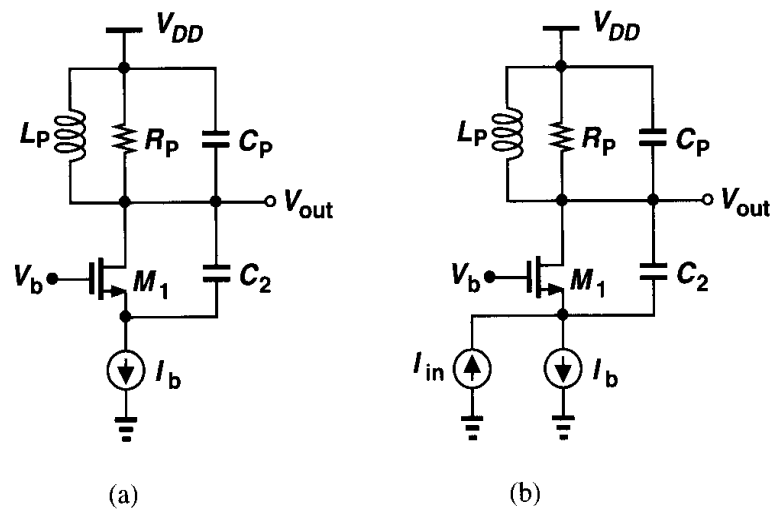 V_DD
L_P R_P C_P
V_out
V_b M_1 C_2
I_b
(a)
V_DD
L_P R_P C_P
V_out
V_b M_1 C_2
I_in I_b
(b)